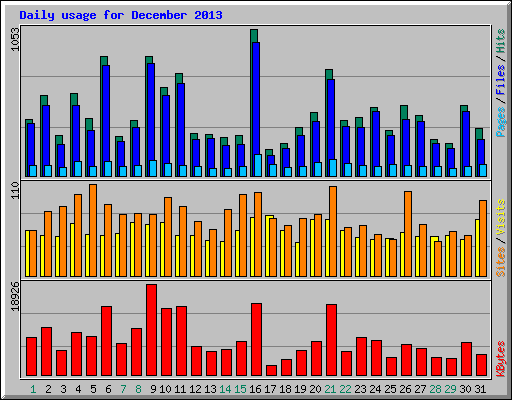 Daily usage for December 2013
1053
Pages / Files / Hits
110
Sites / Visits
18926
KBytes
1 2 3 4 5 6 7 8 9 10 11 12 13 14 15 16 17 18 19 20 21 22 23 24 25 26 27 28 29 30 31